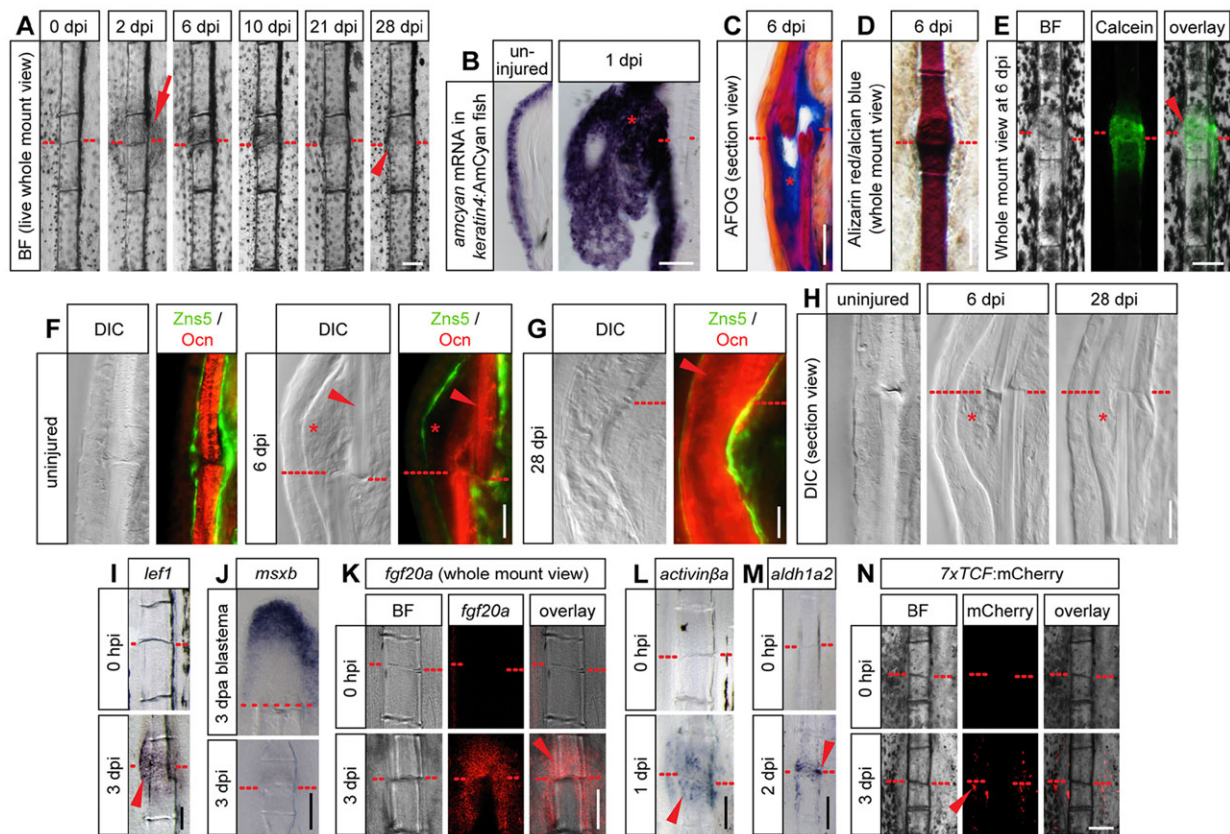 A
0 dpi
2 dpi
6 dpi
10 dpi
21 dpi
28 dpi
BF (live whole mount view)
B
un-
injured
1 dpi
amcyan mRNA in
keratin4:AmCyan fish
*
C
6 dpi
AFOG (section view)
*
D
6 dpi
Alizarin red/alcian blue
(whole mount view)
E
BF
Calcein
overlay
Whole mount view at 6 dpi
F
DIC
Zns5 /
Ocn
uninjured
DIC
Zns5 /
Ocn
6 dpi
*
*
G
DIC
Zns5 /
Ocn
28 dpi
H
uninjured
6 dpi
28 dpi
DIC (section view)
*
*
I
lef1
0 hpi
3 dpi
J
msxb
3 dpa blastema
3 dpi
K
fgf20a (whole mount view)
BF
fgf20a
overlay
0 hpi
3 dpi
L
activinβa
0 hpi
1 dpi
M
aldh1a2
0 hpi
2 dpi
N
7xTCF:mCherry
BF
mCherry
overlay
0 hpi
3 dpi